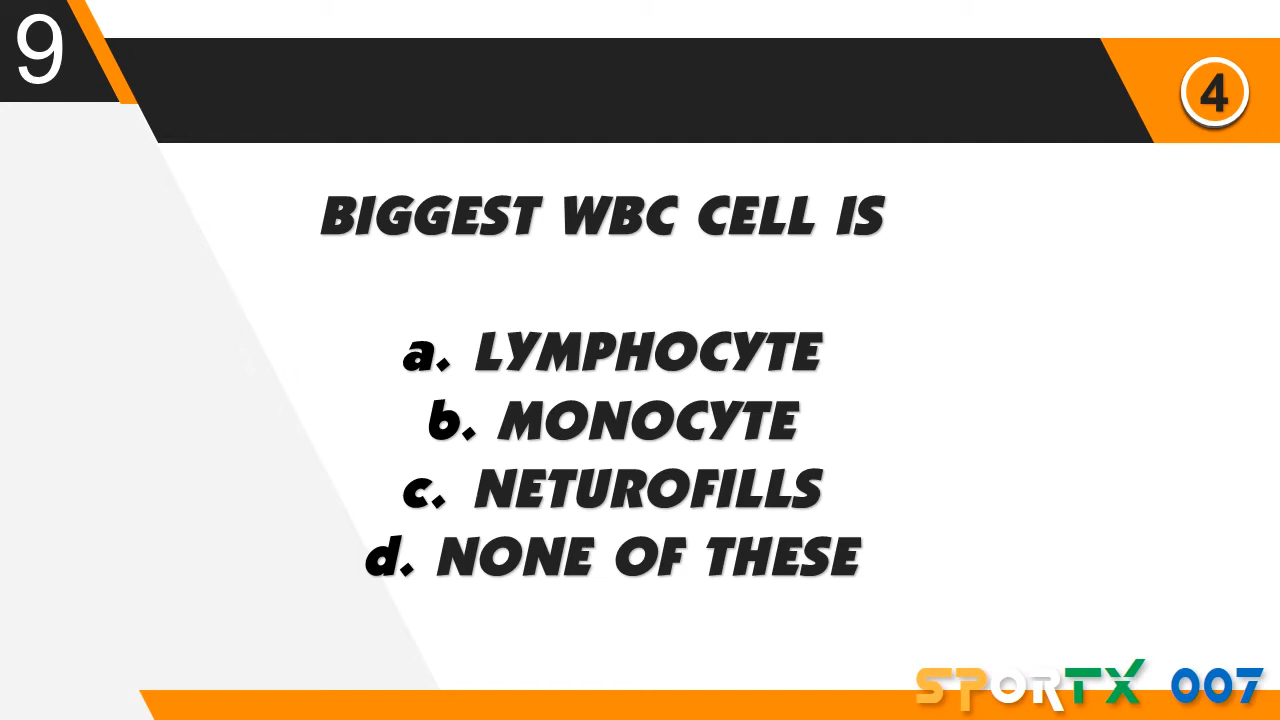 9
4
BIGGEST WBC CELL IS
a. LYMPHOCYTE
b. MONOCYTE
c. NETUROFILLS
d. NONE OF THESE
SPORTX 007